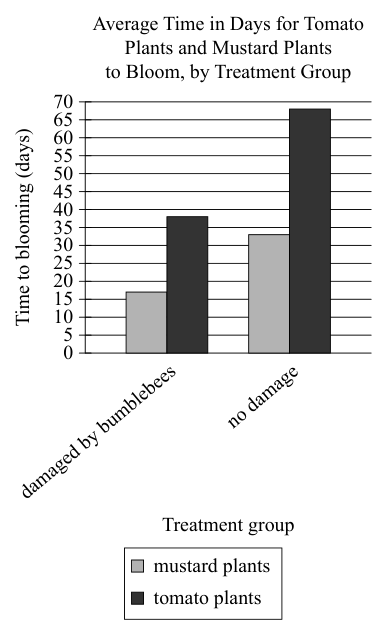 Average Time in Days for Tomato
Plants and Mustard Plants
to Bloom, by Treatment Group
Time to blooming (days)
70
65
60
55
50
45
40
35
30
25
20
15
10
5
0
damaged by bumblebees
no damage
Treatment group
mustard plants
tomato plants